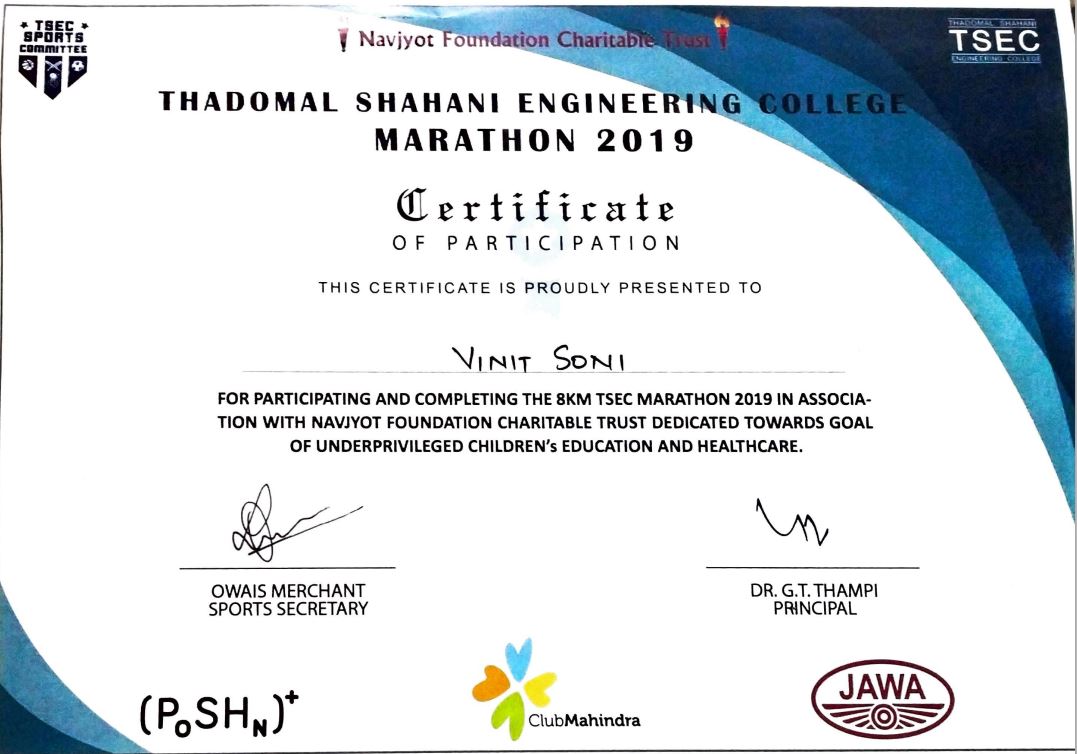 TSEC
SPORTS
COMMITTEE
Navjyot Foundation Charitable Trust
THADOMAL SHAHANI
TSEC
ENGINEERING COLLEGE
THADOMAL SHAHANI ENGINEERING COLLEGE
MARATHON 2019
Certificate
OF PARTICIPATION
THIS CERTIFICATE IS PROUDLY PRESENTED TO
VINIT SONI
FOR PARTICIPATING AND COMPLETING THE 8KM TSEC MARATHON 2019 IN ASSOCIA-
TION WITH NAVJYOT FOUNDATION CHARITABLE TRUST DEDICATED TOWARDS GOAL
OF UNDERPRIVILEGED CHILDREN's EDUCATION AND HEALTHCARE.
OWAIS MERCHANT
SPORTS SECRETARY
DR. G.T. THAMPI
PRINCIPAL
(PoSHN)+
ClubMahindra
JAWA